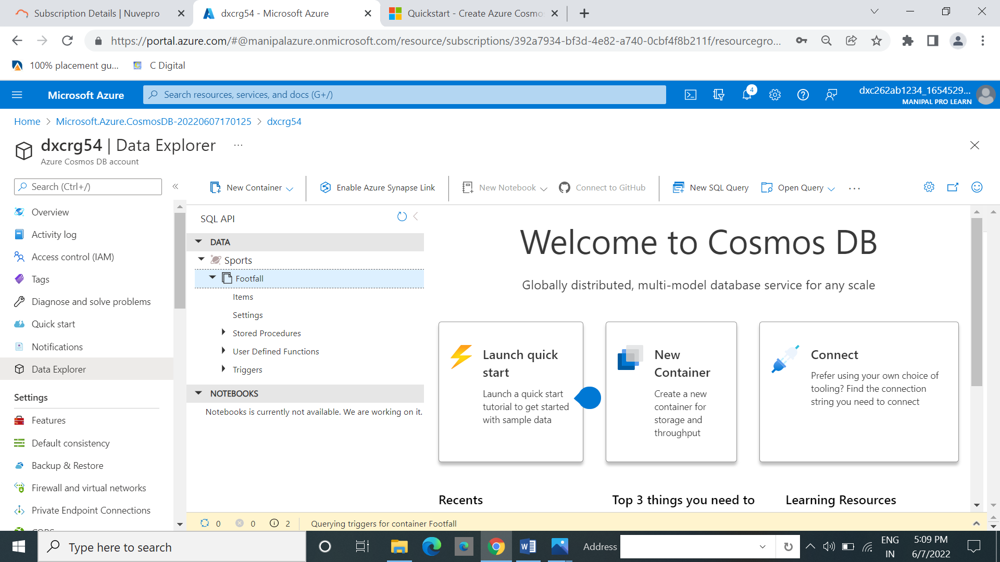 Subscription Details | Nuvepro
dxcrg54 - Microsoft Azure
Quickstart - Create Azure Cosmo
https://portal.azure.com/#@manipalazure.onmicrosoft.com/resource/subscriptions/392a7934-bf3d-4e82-a740-0cbf4f8b211f/resourcegro...
100% placement gu...
C Digital
Microsoft Azure
Search resources, services, and docs (G+/)
4
dxc262ab1234_1654529...
MANIPAL PRO LEARN
Home > Microsoft.Azure.CosmosDB-20220607170125 > dxcrg54
dxcrg54 | Data Explorer ...
Azure Cosmos DB account
Search (Ctrl+/)
«
New Container
Enable Azure Synapse Link
New Notebook
Connect to GitHub
New SQL Query
Open Query
...
Overview
Activity log
Access control (IAM)
Tags
Diagnose and solve problems
Quick start
Notifications
Data Explorer
Settings
Features
Default consistency
Backup & Restore
Firewall and virtual networks
Private Endpoint Connections
CORS
SQL API
DATA
Sports
Footfall
Items
Settings
Stored Procedures
User Defined Functions
Triggers
NOTEBOOKS
Notebooks is currently not available. We are working on it.
Welcome to Cosmos DB
Globally distributed, multi-model database service for any scale
Launch quick
start
Launch a quick start
tutorial to get started
with sample data
New
Container
Create a new
container for
storage and
throughput
Connect
Prefer using your own choice of
tooling? Find the connection
string you need to connect
Recents
Top 3 things you need to
Learning Resources
0
0
2
Querying triggers for container Footfall
Type here to search
Address
ENG
IN
5:09 PM
6/7/2022